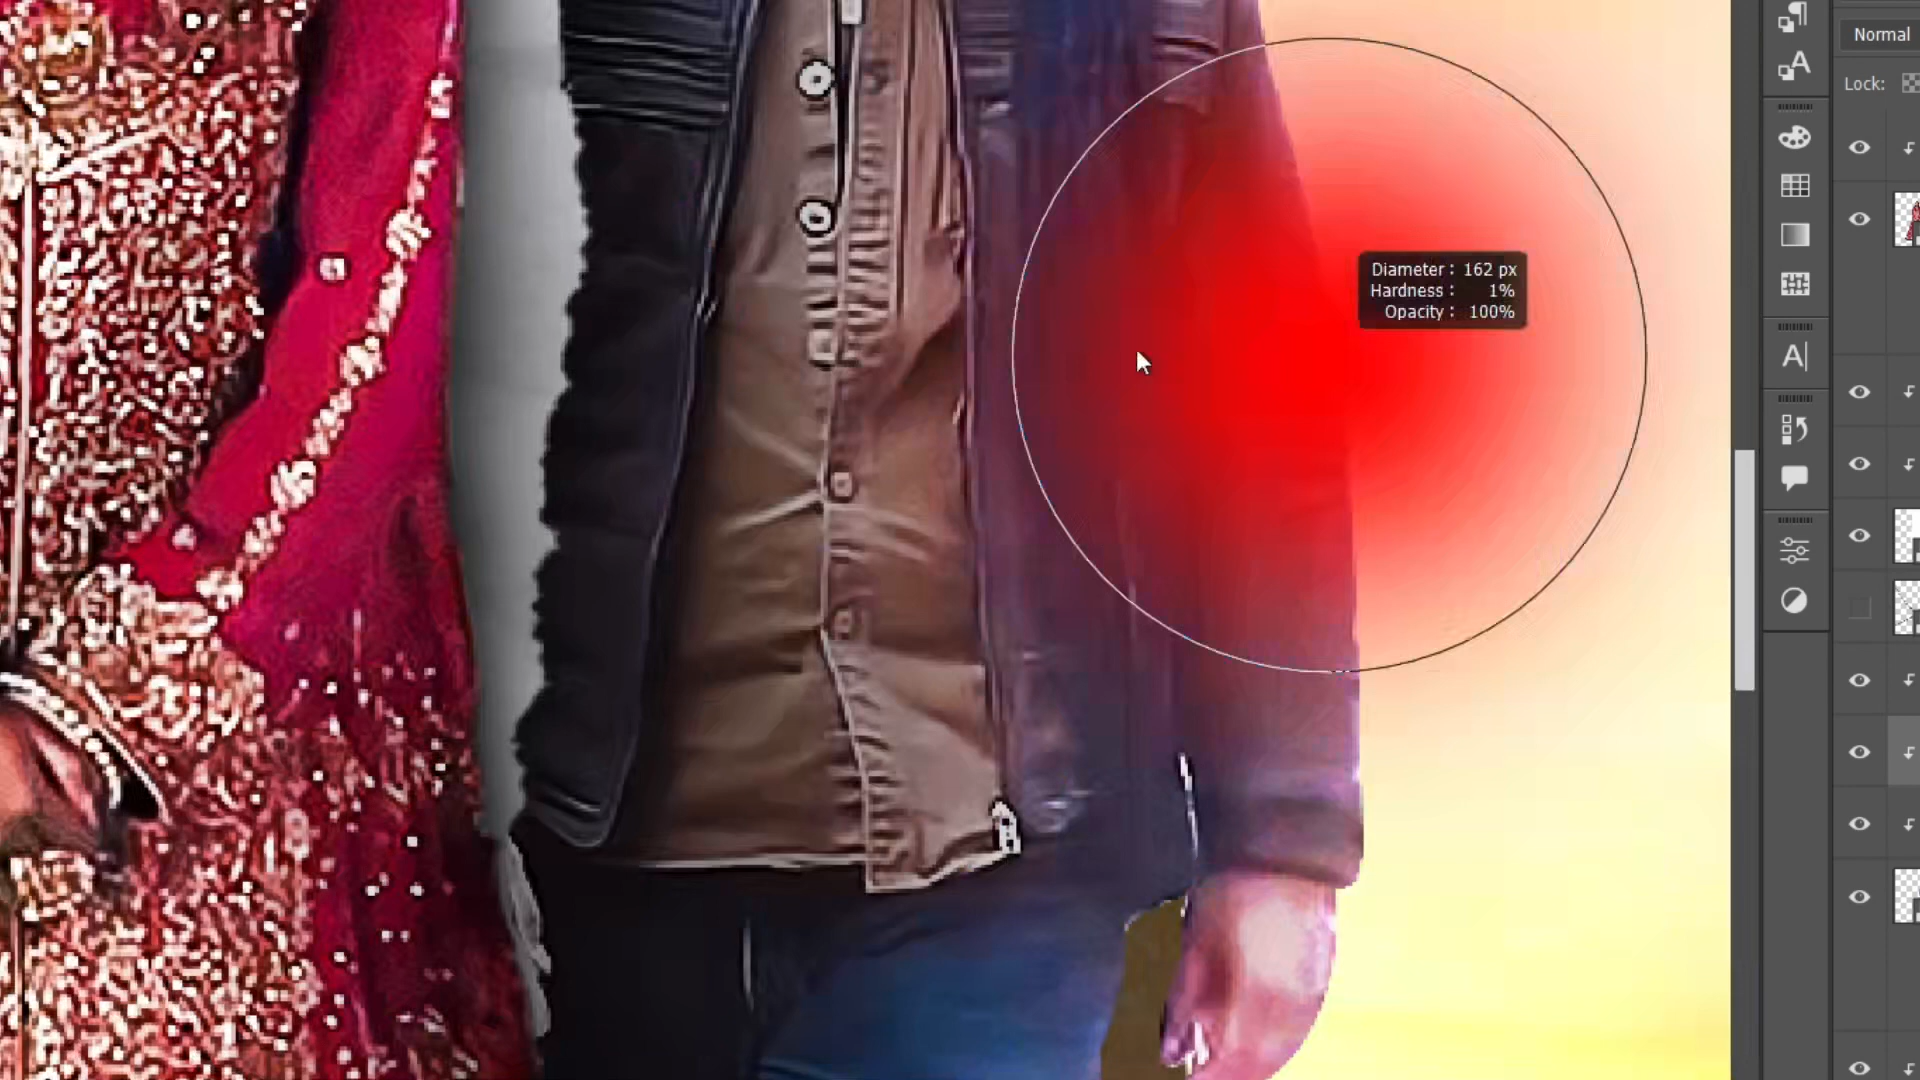 Normal
Lock:
Diameter : 162 px
Hardness : 1%
Opacity : 100%